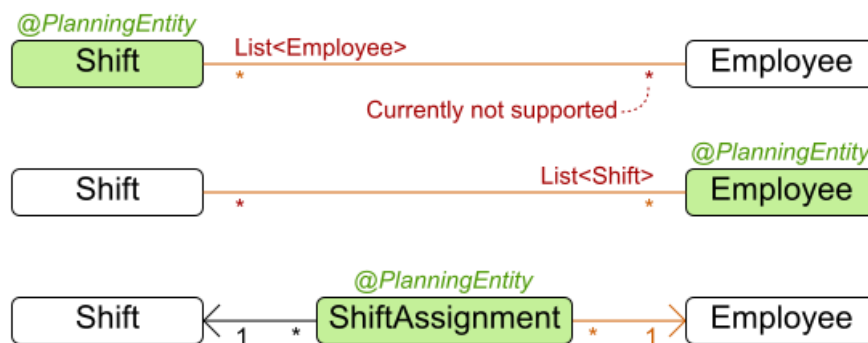 @PlanningEntity
Shift List<Employee> Employee
* *
Currently not supported
@PlanningEntity
Shift List<Shift> Employee
* *
@PlanningEntity
Shift 1 * ShiftAssignment * 1 Employee